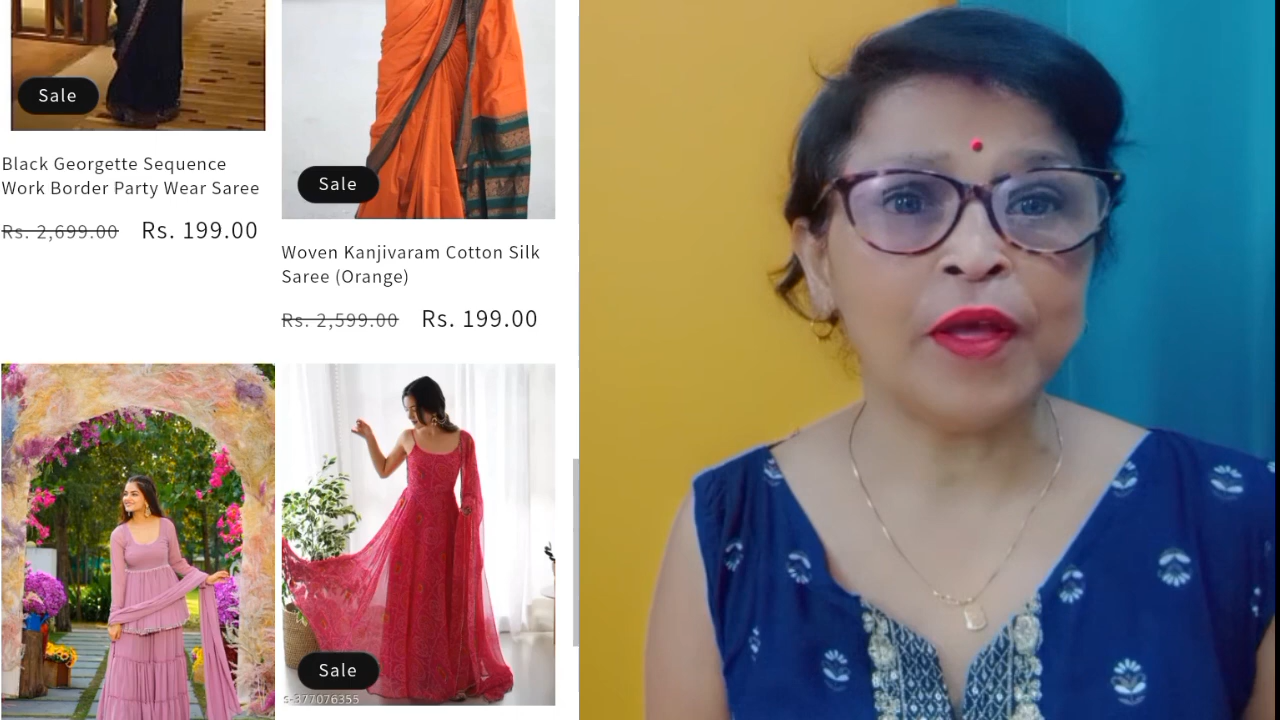 Sale
Black Georgette Sequence
Work Border Party Wear Saree
Rs. 2,699.00 Rs. 199.00
Sale
Woven Kanjivaram Cotton Silk
Saree (Orange)
Rs. 2,599.00 Rs. 199.00
Sale
s-377076355